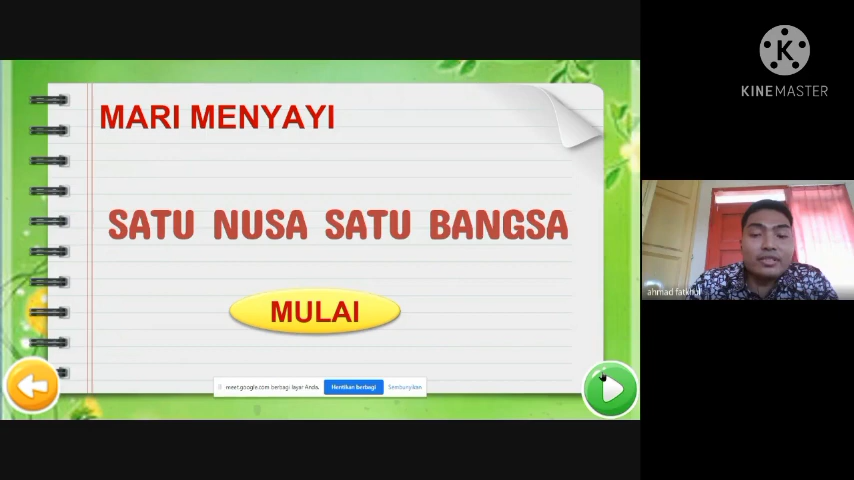 MARI MENYAYI
SATU NUSA SATU BANGSA
MULAI
meet.google.com berbagi layar Anda.
Hentikan berbagi
Sembunyikan
K
KINEMASTER
ahmad fatkhul